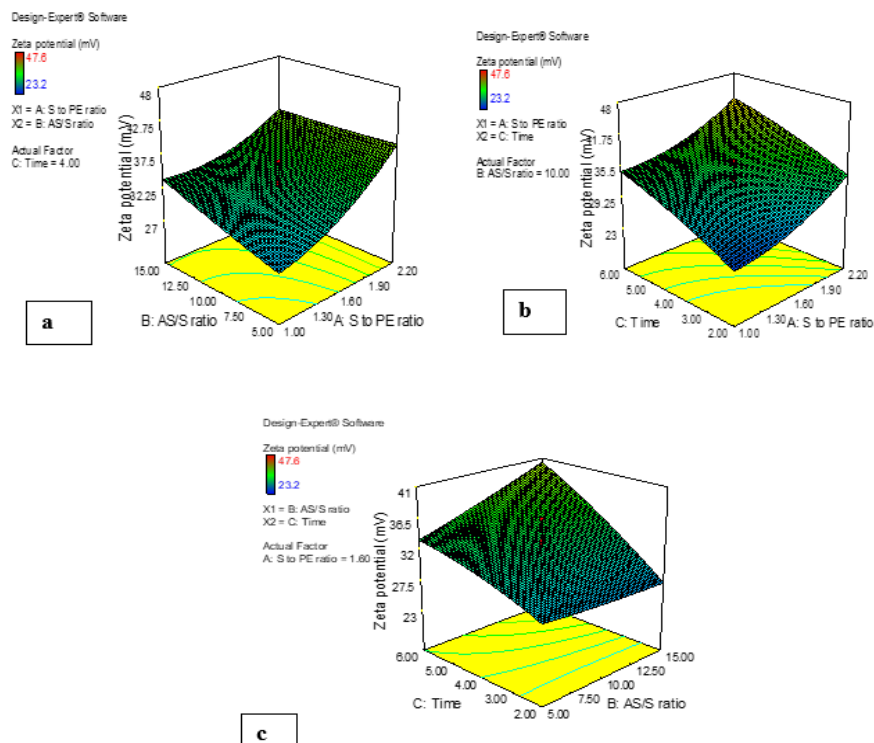 Design-Expert® Software
Zeta potential (mV)
47.6
23.2
X1 = A: S to PE ratio
X2 = B: AS/S ratio
Actual Factor
C: Time = 4.00
48
42.75
37.5
32.25
27
Zeta potential (mV)
15.00
12.50
10.00
7.50
5.00
B: AS/S ratio
2.20
1.90
1.60
1.30
1.00
A: S to PE ratio
a
Design-Expert® Software
Zeta potential (mV)
47.6
23.2
X1 = A: S to PE ratio
X2 = C: Time
Actual Factor
B: AS/S ratio = 10.00
48
41.75
35.5
29.25
23
Zeta potential (mV)
6.00
5.00
4.00
3.00
2.00
C: Time
2.20
1.90
1.60
1.30
1.00
A: S to PE ratio
b
Design-Expert® Software
Zeta potential (mV)
47.6
23.2
X1 = B: AS/S ratio
X2 = C: Time
Actual Factor
A: S to PE ratio = 1.60
41
36.5
32
27.5
23
Zeta potential (mV)
6.00
5.00
4.00
3.00
2.00
C: Time
15.00
12.50
10.00
7.50
5.00
B: AS/S ratio
c